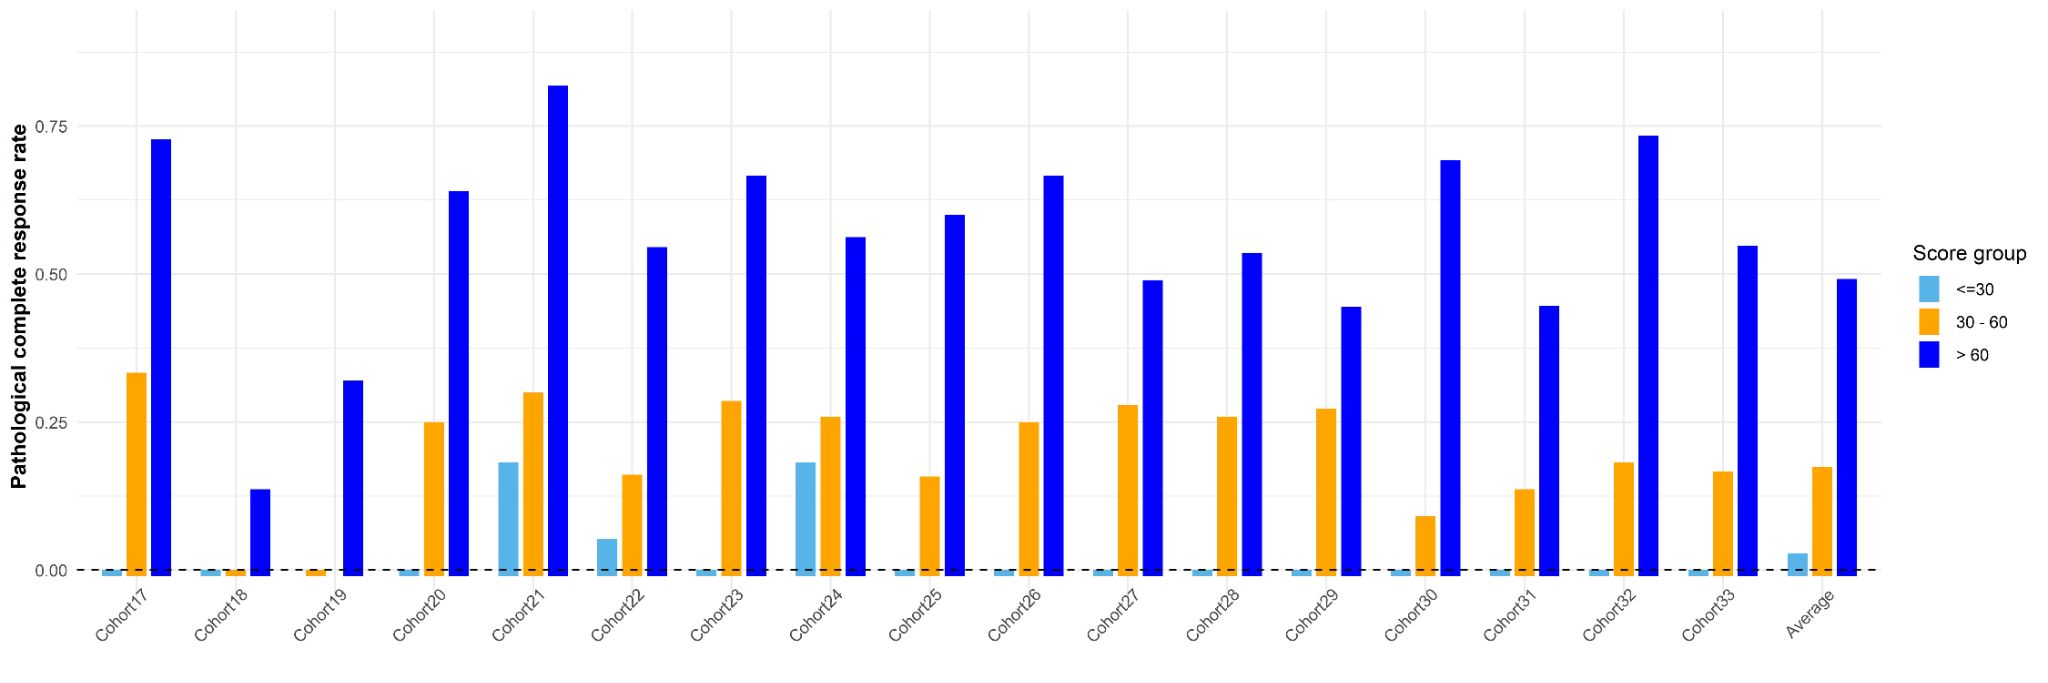 Pathological complete response rate
0.75
0.50
0.25
0.00
Cohort17
Cohort18
Cohort19
Cohort20
Cohort21
Cohort22
Cohort23
Cohort24
Cohort25
Cohort26
Cohort27
Cohort28
Cohort29
Cohort30
Cohort31
Cohort32
Cohort33
Average
Score group
<=30
30 - 60
> 60